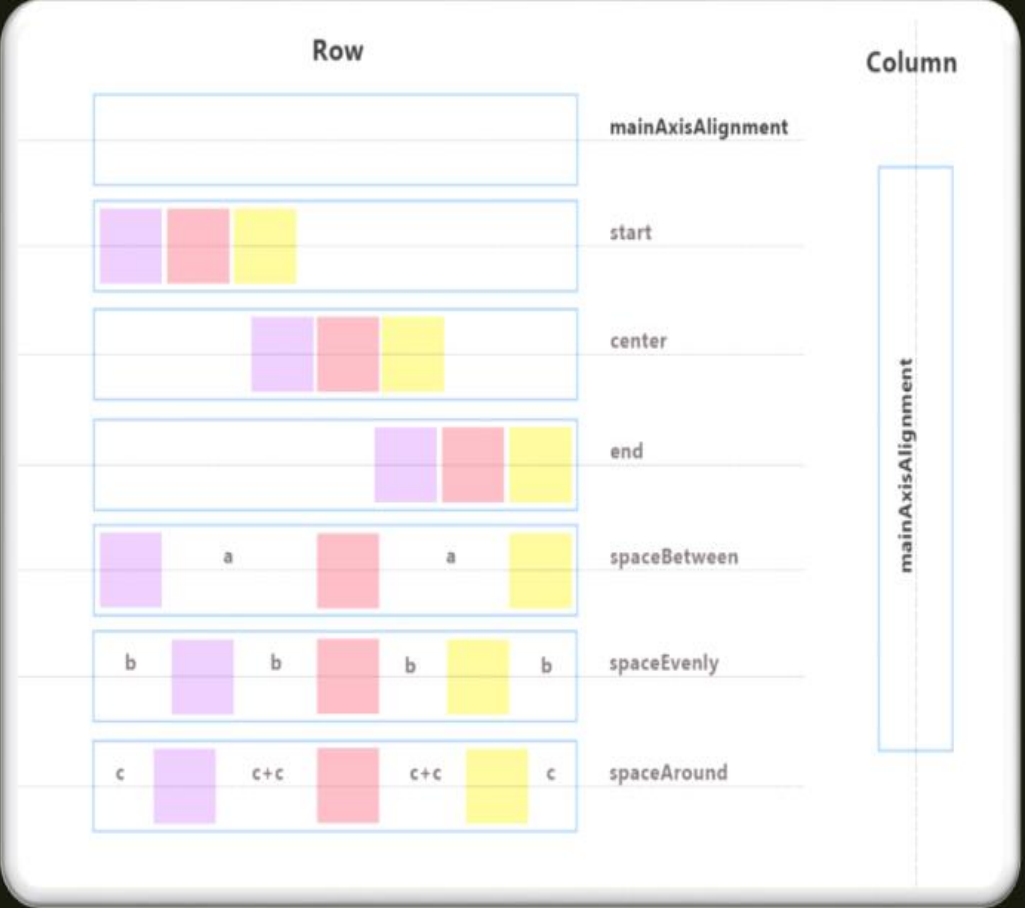 Row
Column
mainAxisAlignment
start
center
mainAxisAlignment
end
a a spaceBetween
b b b b spaceEvenly
c c+c c+c c spaceAround